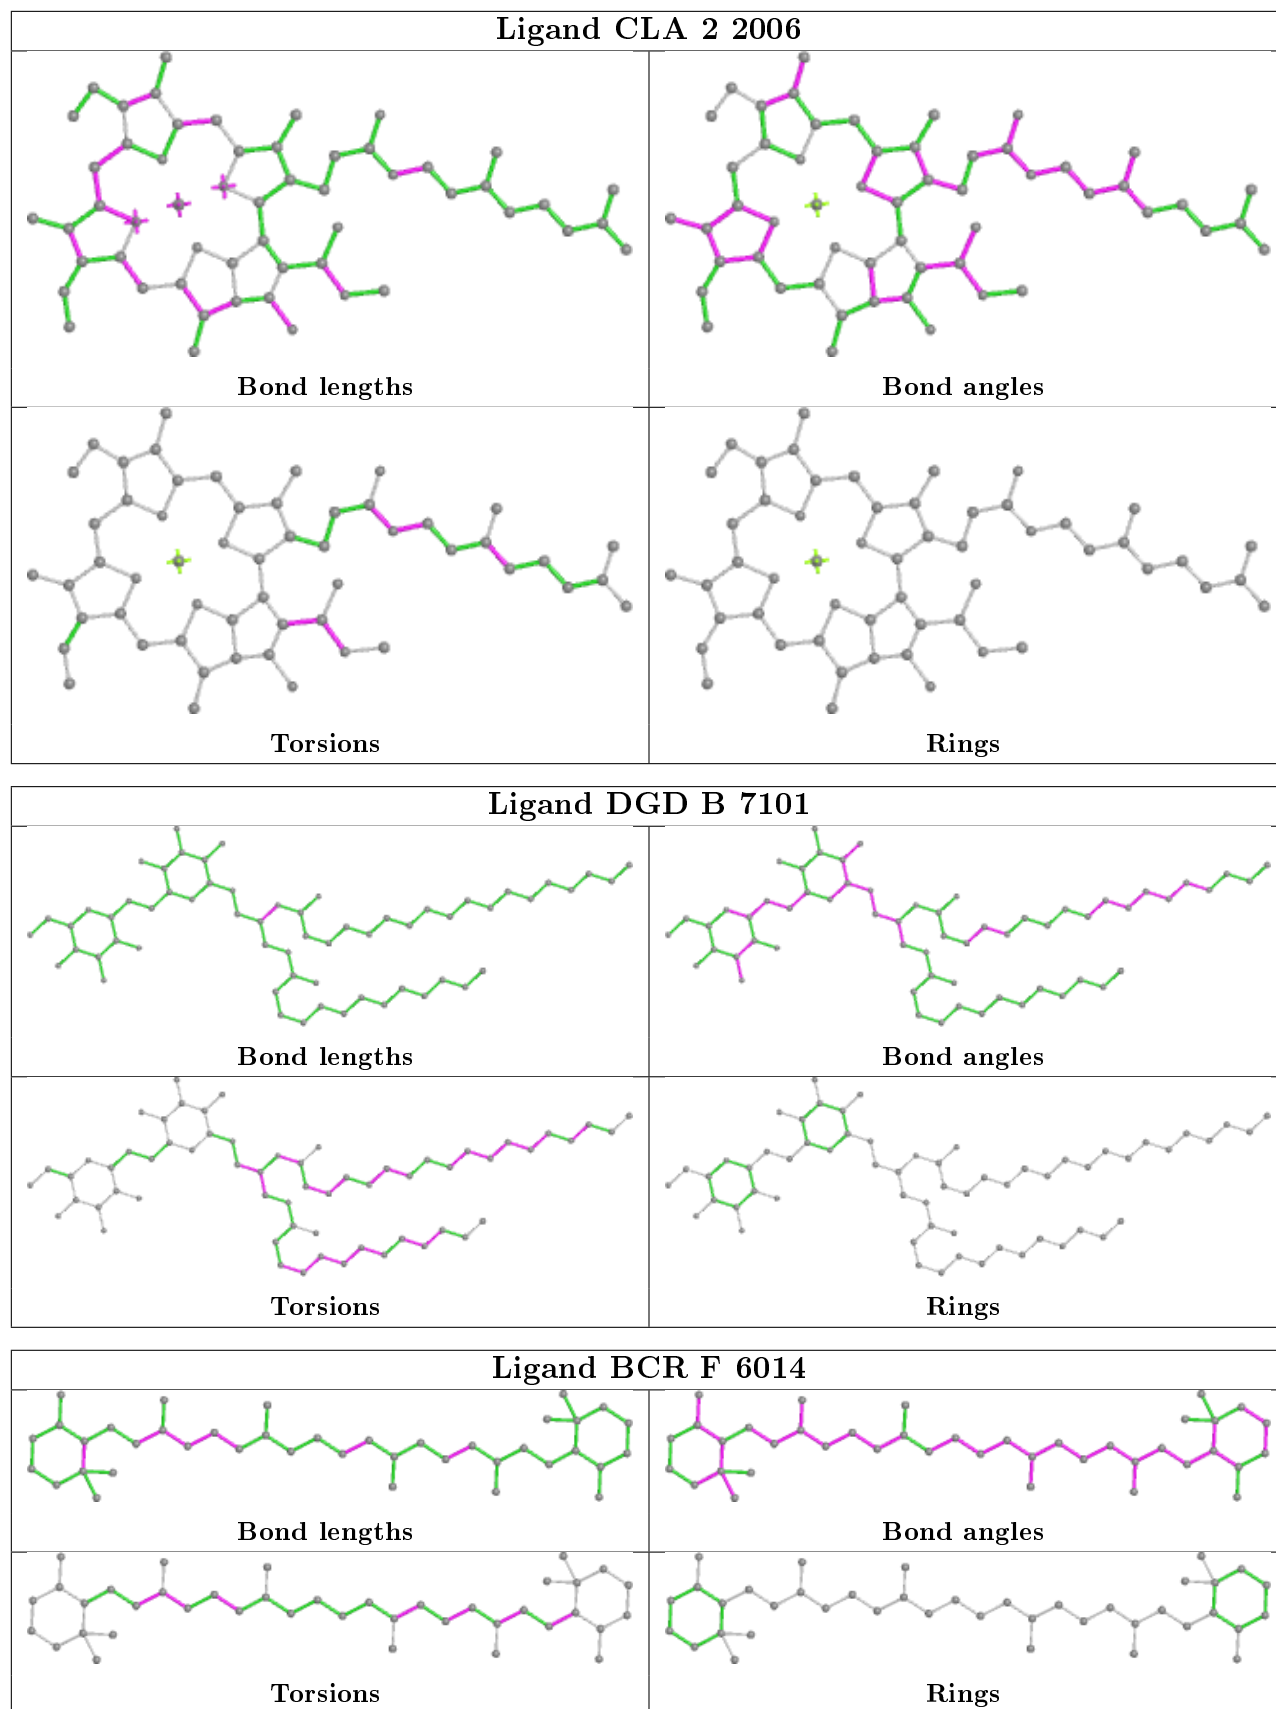 Ligand CLA 2 2006
Bond lengths
Bond angles
Torsions
Rings
Ligand DGD B 7101
Bond lengths
Bond angles
Torsions
Rings
Ligand BCR F 6014
Bond lengths
Bond angles
Torsions
Rings